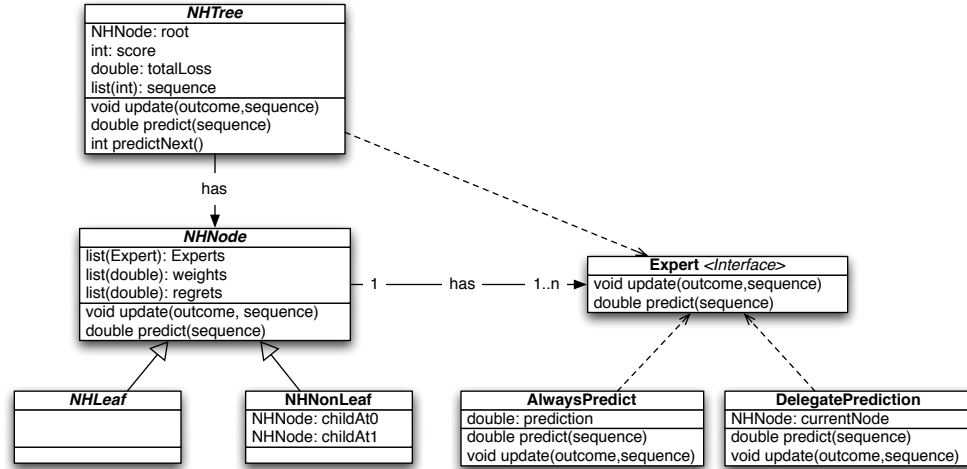 NHTree
NHNode: root
int: score
double: totalLoss
list(int): sequence
void update(outcome,sequence)
double predict(sequence)
int predictNext()
has
NHNode
list(Expert): Experts
list(double): weights
list(double): regrets
void update(outcome, sequence)
double predict(sequence)
1 has 1..n
Expert <Interface>
void update(outcome,sequence)
double predict(sequence)
NHLeaf
NHNonLeaf
NHNode: childAt0
NHNode: childAt1
AlwaysPredict
double: prediction
double predict(sequence)
void update(outcome,sequence)
DelegatePrediction
NHNode: currentNode
double predict(sequence)
void update(outcome,sequence)